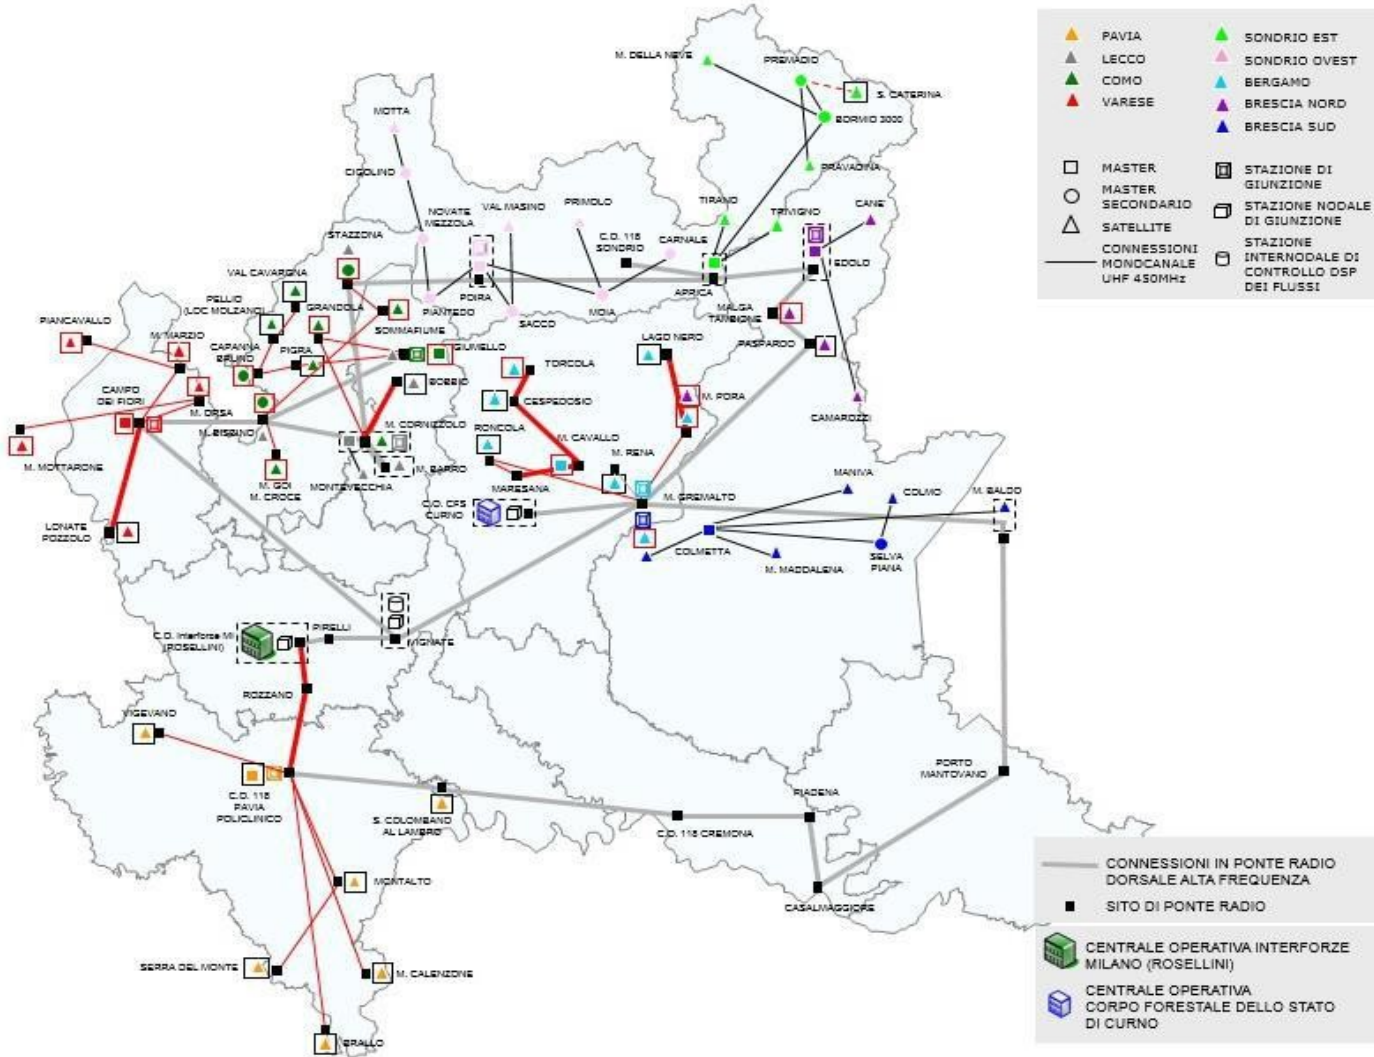 M. DELLA NEVE
PREMADIO
S. CATERINA
BORMIO 3000
MOTTA
CIGOLINO
PRAVADINA
NOVATE
MEZZOLA
VAL MASINO
PRIMOLO
TIRANO
TRIVIGNO
CANE'
STAZZONA
C.O. 118
SONDRIO
CARNALE
EDOLO
VAL CAVARGNA
POIRA
APRICA
PELLIO
GRANDOLA
PIANTEDO
SACCO
MOIA
MALGA
PIANCAVALLO
M. MARZIO
SOMMAFIUME
LAGO NERO
PASPARDO
CAPANNA
BRUNO
PIGRA
GIUMELLO
TORCOLA
CAMPO
DEI FIORI
BOBBIO
CESPEDOSIO
M. PORA
M. ORSA
M. BISBINO
M. CORNIZZOLO
RONCOLA
M. CAVALLO
CAMAROZZI
M. MOTTARONE
M. GOI
M. CROCE
MONTEVECCHIA
M. BARRO
MARESANA
M. RENA
MANIVA
COLMO
M. BALDO
C.O. CFS
CURNO
M. GREMALTO
LONATE
POZZOLO
COLMETTA
M. MADDALENA
SELVA
PIANA
C.O. Interforce MI
(ROSELLINI)
PIRELLI
VIGNATE
ROZZANO
VIGEVANO
C.O. 118
PAVIA
POLICLINICO
S. COLOMBANO
AL LAMBRO
C.O. 118 CREMONA
PIADENA
PORTO
MANTOVANO
CASALMAGGIORE
MONTALTO
SERRA DEL MONTE
M. CALENZONE
BRALLO
PAVIA
LECCO
COMO
VARESE
SONDRIO EST
SONDRIO OVEST
BERGAMO
BRESCIA NORD
BRESCIA SUD
MASTER
MASTER
SECONDARIO
SATELLITE
CONNESSIONI
MONOCANALE
UHF 450MHz
STAZIONE DI
GIUNZIONE
STAZIONE NODALE
DI GIUNZIONE
STAZIONE
INTERNODALE DI
CONTROLLO DSP
DEI FLUSSI
CONNESSIONI IN PONTE RADIO
DORSALE ALTA FREQUENZA
SITO DI PONTE RADIO
CENTRALE OPERATIVA INTERFORZE
MILANO (ROSELLINI)
CENTRALE OPERATIVA
CORPO FORESTALE DELLO STATO
DI CURNO